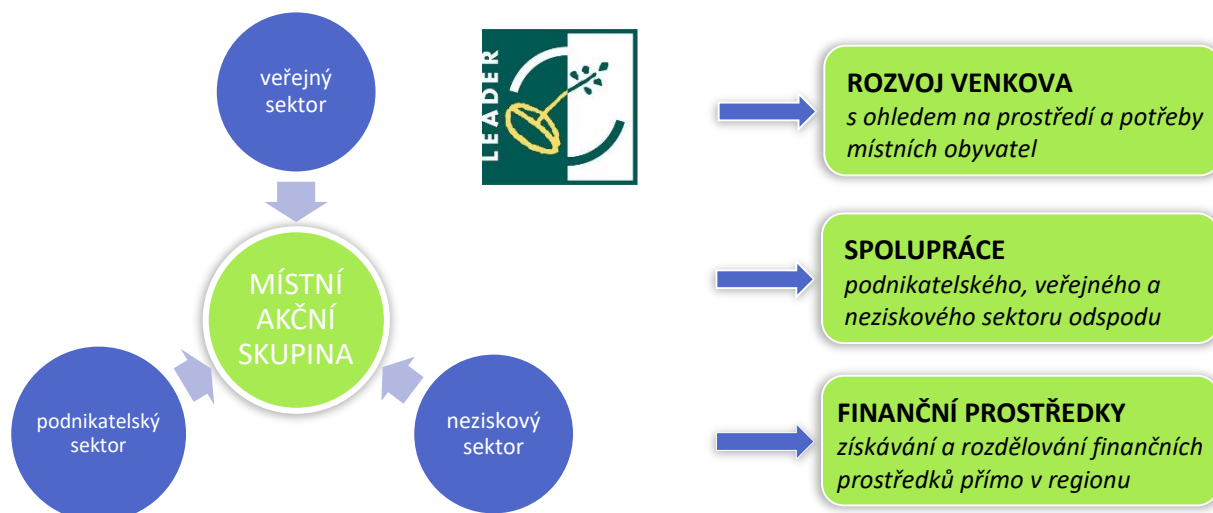 veřejný
sektor
MÍSTNÍ
AKČNÍ
SKUPINA
podnikatelský
sektor
neziskový
sektor
LEADER
ROZVOJ VENKOVA
s ohledem na prostředí a potřeby
místních obyvatel
SPOLUPRÁCE
podnikatelského, veřejného a
neziskového sektoru odspodu
FINANČNÍ PROSTŘEDKY
získávání a rozdělování finančních
prostředků přímo v regionu